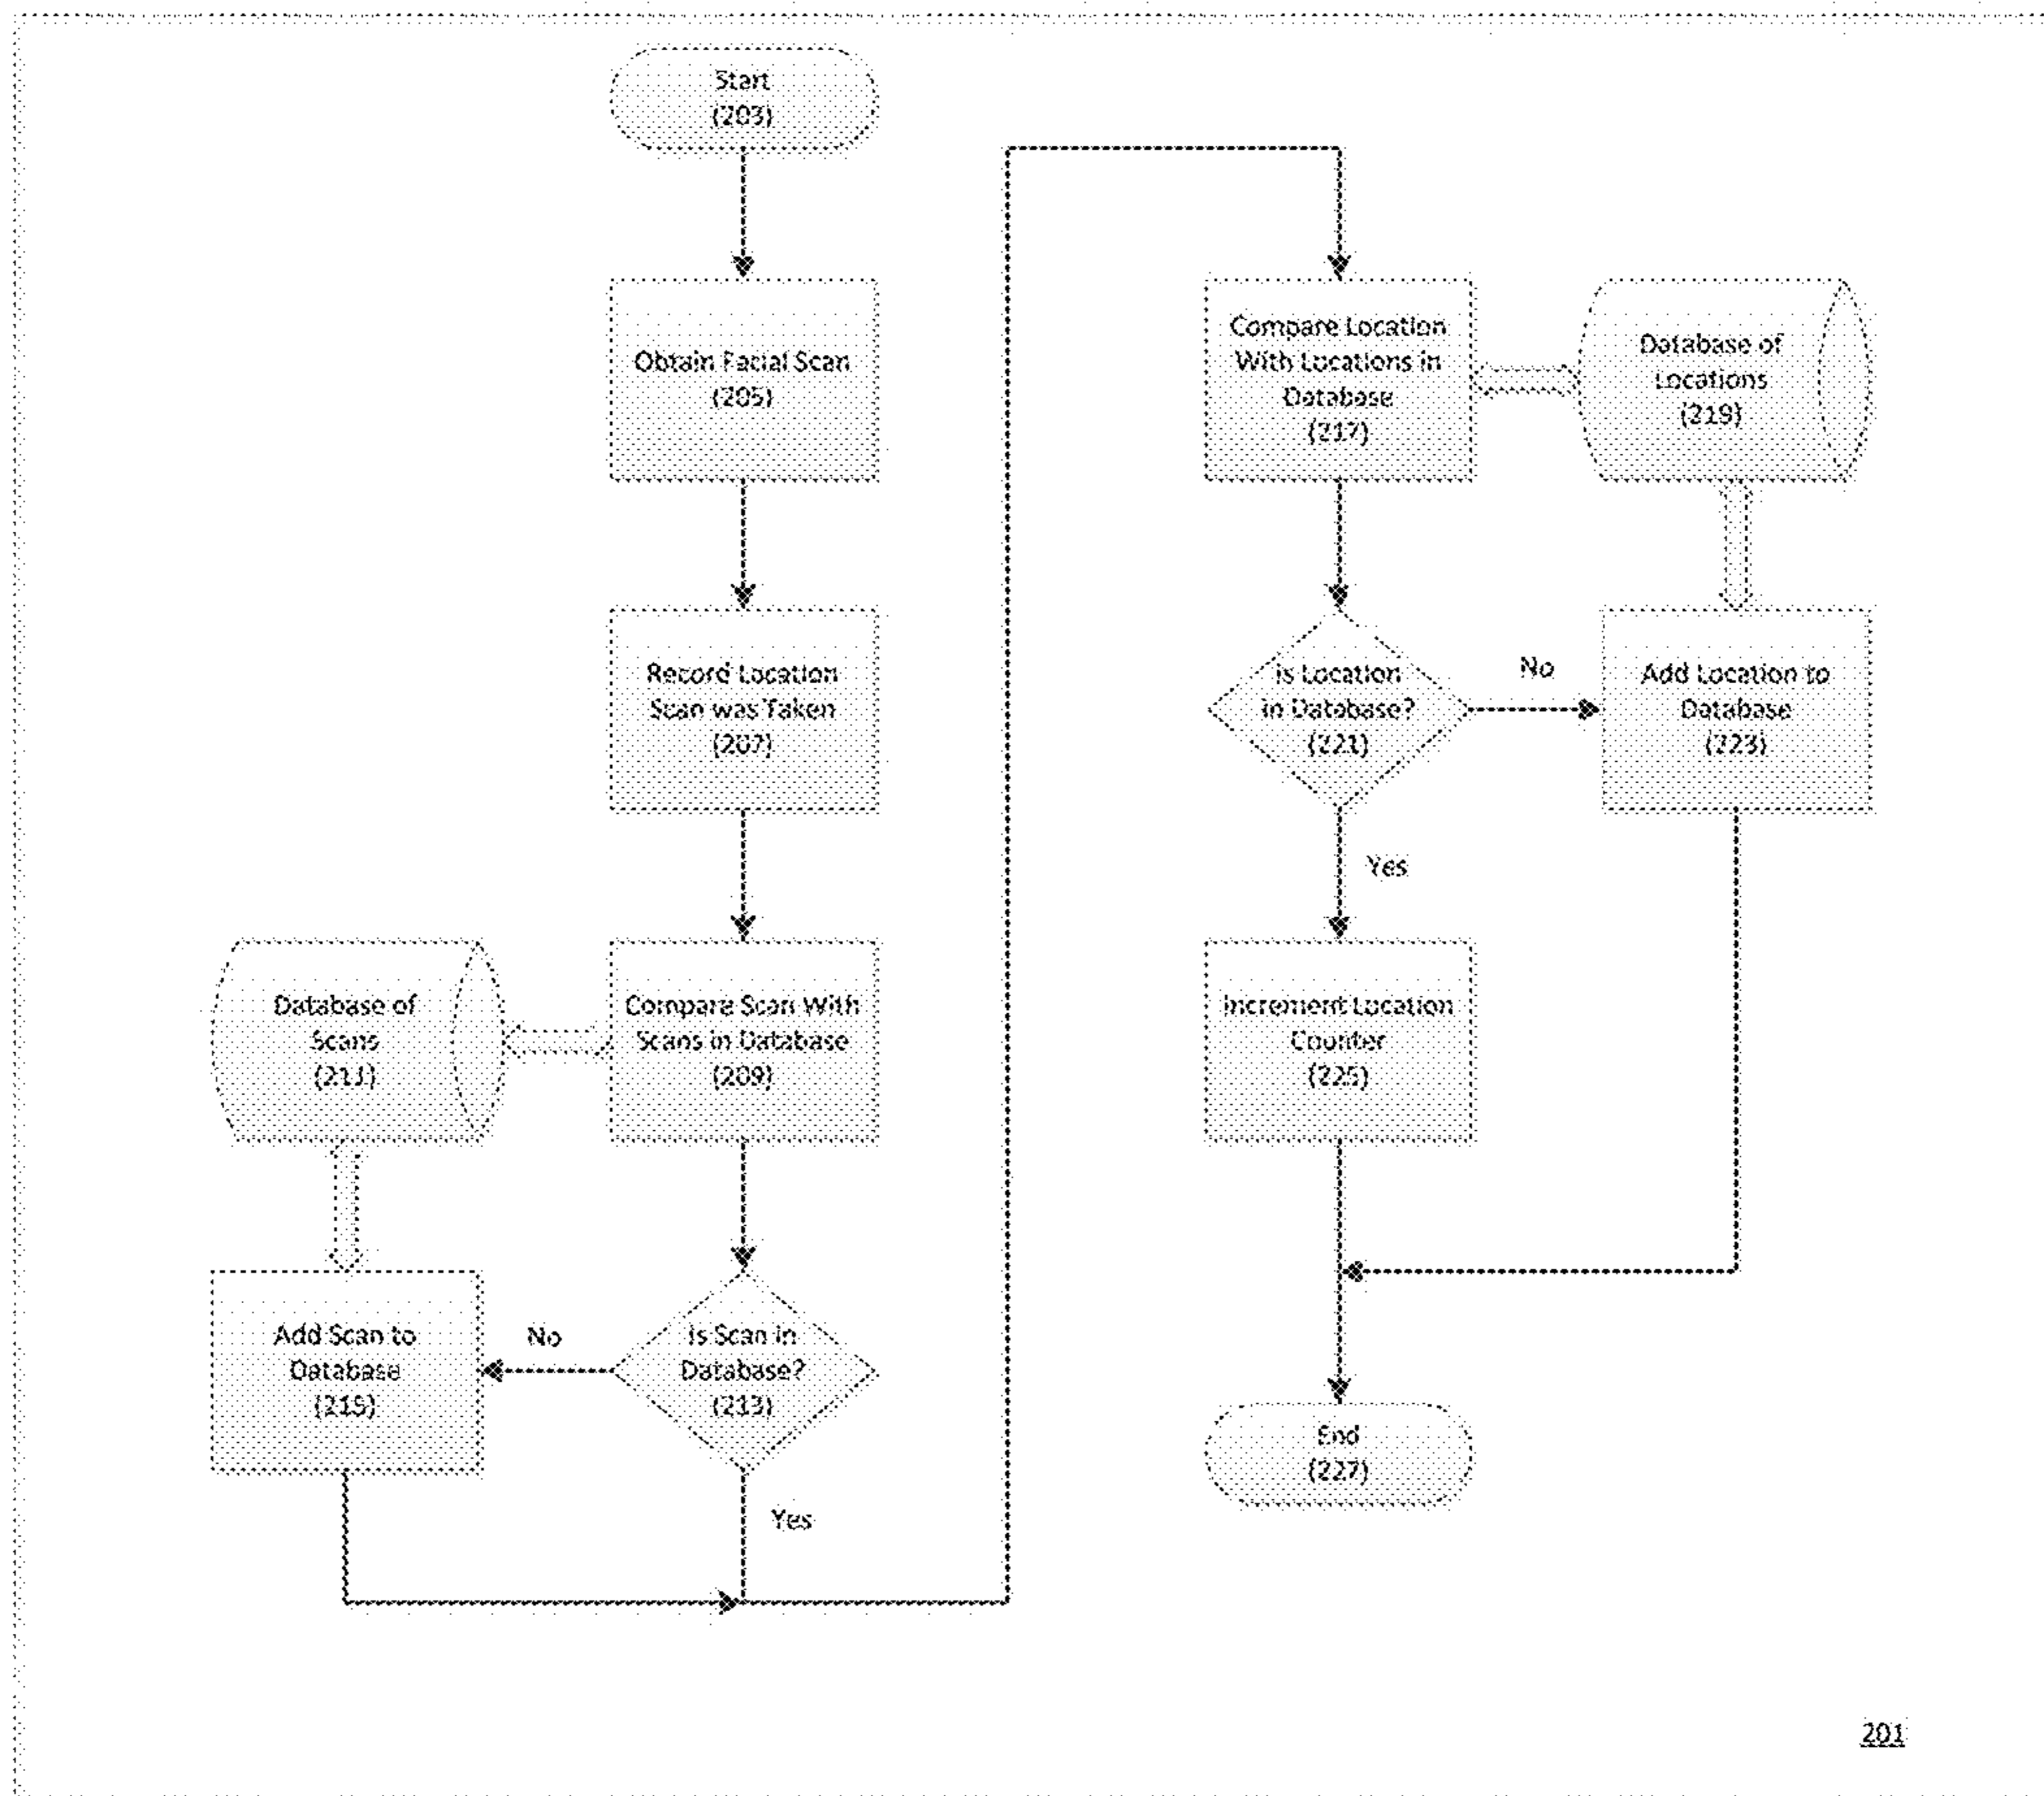 Start
(203)
Obtain Facial Scan
(205)
Record Location
Scan was Taken
(207)
Database of
Scans
(211)
Compare Scan With
Scans in Database
(209)
Add Scan to
Database
(215)
No
Is Scan in
Database?
(213)
Yes
Compare Location
With Locations in
Database
(217)
Database of
Locations
(219)
Is Location
in Database?
(221)
No
Add Location to
Database
(223)
Yes
Increment Location
Counter
(225)
End
(227)
201